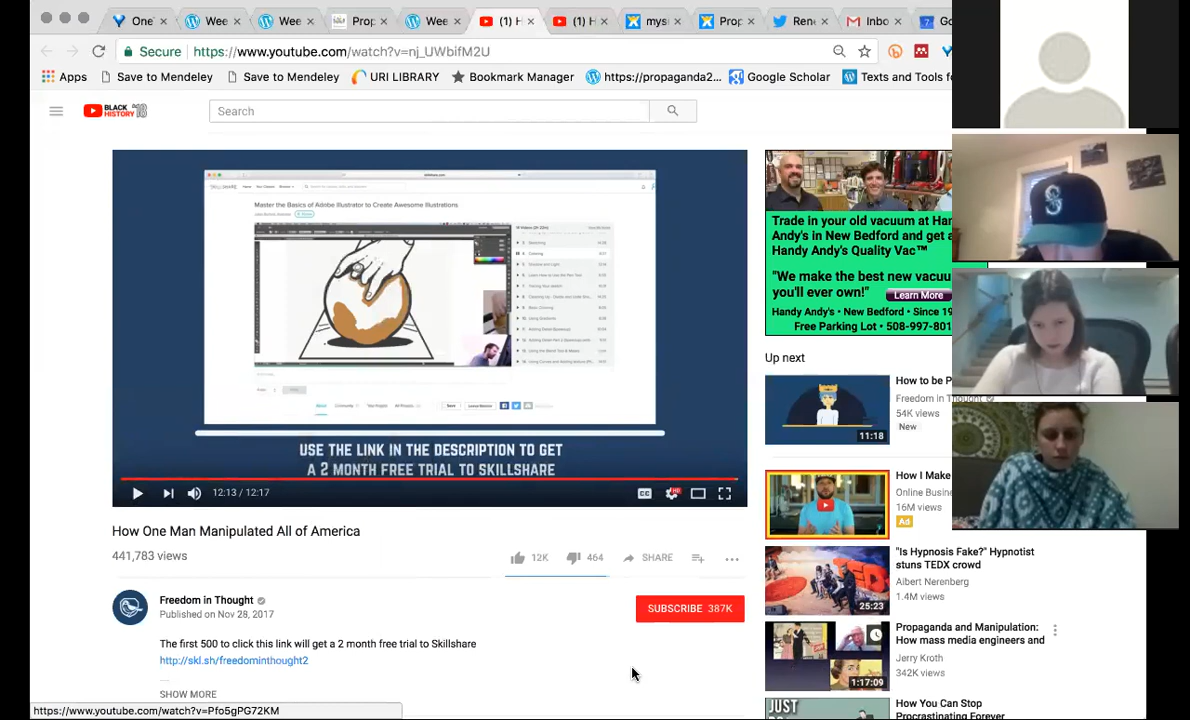 OneT
Wee
Wee
Prop
Wee
(1) H
(1) H
mysi
Prop
Rene
Inbo
Go
Secure
https://www.youtube.com/watch?v=nj_UWbifM2U
Apps
Save to Mendeley
Save to Mendeley
URI LIBRARY
Bookmark Manager
https://propaganda2...
Google Scholar
Texts and Tools fo
BLACK
HISTORY
Search
Master the Basics of Adobe Illustrator to Create Awesome Illustrations
USE THE LINK IN THE DESCRIPTION TO GET
A 2 MONTH FREE TRIAL TO SKILLSHARE
12:13 / 12:17
CC
HD
How One Man Manipulated All of America
441,783 views
12K
464
SHARE
Freedom in Thought
Published on Nov 28, 2017
SUBSCRIBE 387K
The first 500 to click this link will get a 2 month free trial to Skillshare
http://skl.sh/freedominthought2
SHOW MORE
https://www.youtube.com/watch?v=Pfo5gPG72KM
Trade in your old vacuum at Han
Andy's in New Bedford and get a
Handy Andy's Quality Vac™
"We make the best new vacuu
you'll ever own!"
Learn More
Handy Andy's • New Bedford • Since 19
Free Parking Lot • 508-997-801
Up next
How to be P
Freedom in Thought
54K views
New
11:18
How I Make
Online Busine
16M views
Ad
"Is Hypnosis Fake?" Hypnotist
stuns TEDX crowd
Albert Nerenberg
1.4M views
25:23
Propaganda and Manipulation:
How mass media engineers and
Jerry Kroth
342K views
1:17:09
How You Can Stop
Procrastinating Forever
JUST
S